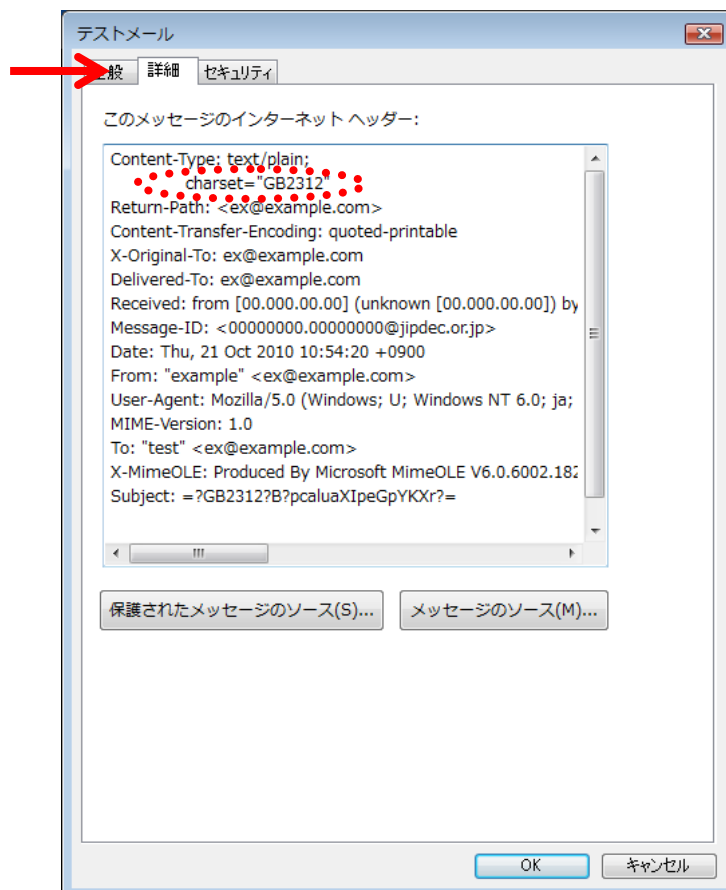 テストメール
般 詳細 セキュリティ
このメッセージのインターネット ヘッダー:
Content-Type: text/plain;
charset="GB2312"
Return-Path: <ex@example.com>
Content-Transfer-Encoding: quoted-printable
X-Original-To: ex@example.com
Delivered-To: ex@example.com
Received: from [00.000.00.00] (unknown [00.000.00.00]) by
Message-ID: <00000000.00000000@jipdec.or.jp>
Date: Thu, 21 Oct 2010 10:54:20 +0900
From: "example" <ex@example.com>
User-Agent: Mozilla/5.0 (Windows; U; Windows NT 6.0; ja;
MIME-Version: 1.0
To: "test" <ex@example.com>
X-MimeOLE: Produced By Microsoft MimeOLE V6.0.6002.182
Subject: =?GB2312?B?pcaluaXIpeGpYKXr?=
保護されたメッセージのソース(S)... メッセージのソース(M)...
OK キャンセル